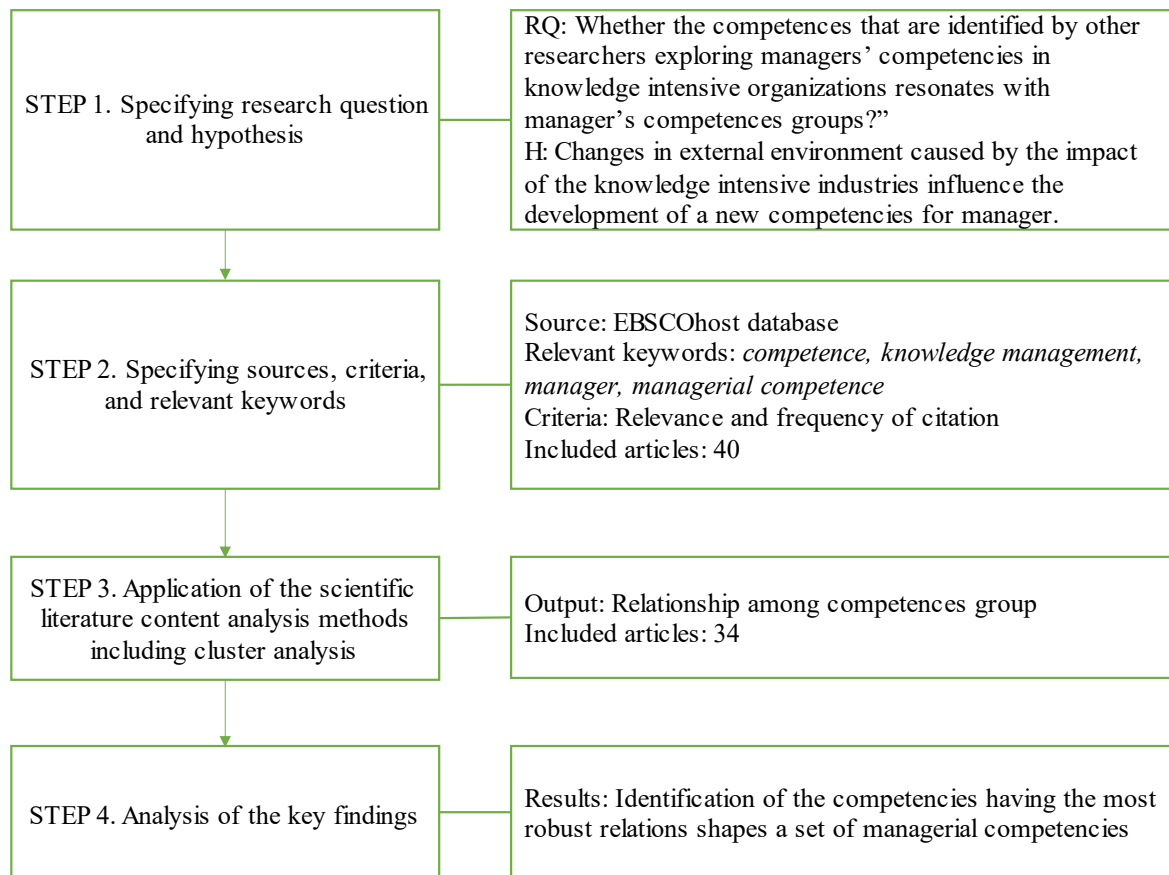 STEP 1. Specifying research question
and hypothesis
RQ: Whether the competences that are identified by other
researchers exploring managers’ competencies in
knowledge intensive organizations resonates with
manager’s competences groups?”
H: Changes in external environment caused by the impact
of the knowledge intensive industries influence the
development of a new competencies for manager.
STEP 2. Specifying sources, criteria,
and relevant keywords
Source: EBSCOhost database
Relevant keywords: competence, knowledge management,
manager, managerial competence
Criteria: Relevance and frequency of citation
Included articles: 40
STEP 3. Application of the scientific
literature content analysis methods
including cluster analysis
Output: Relationship among competences group
Included articles: 34
STEP 4. Analysis of the key findings
Results: Identification of the competencies having the most
robust relations shapes a set of managerial competencies